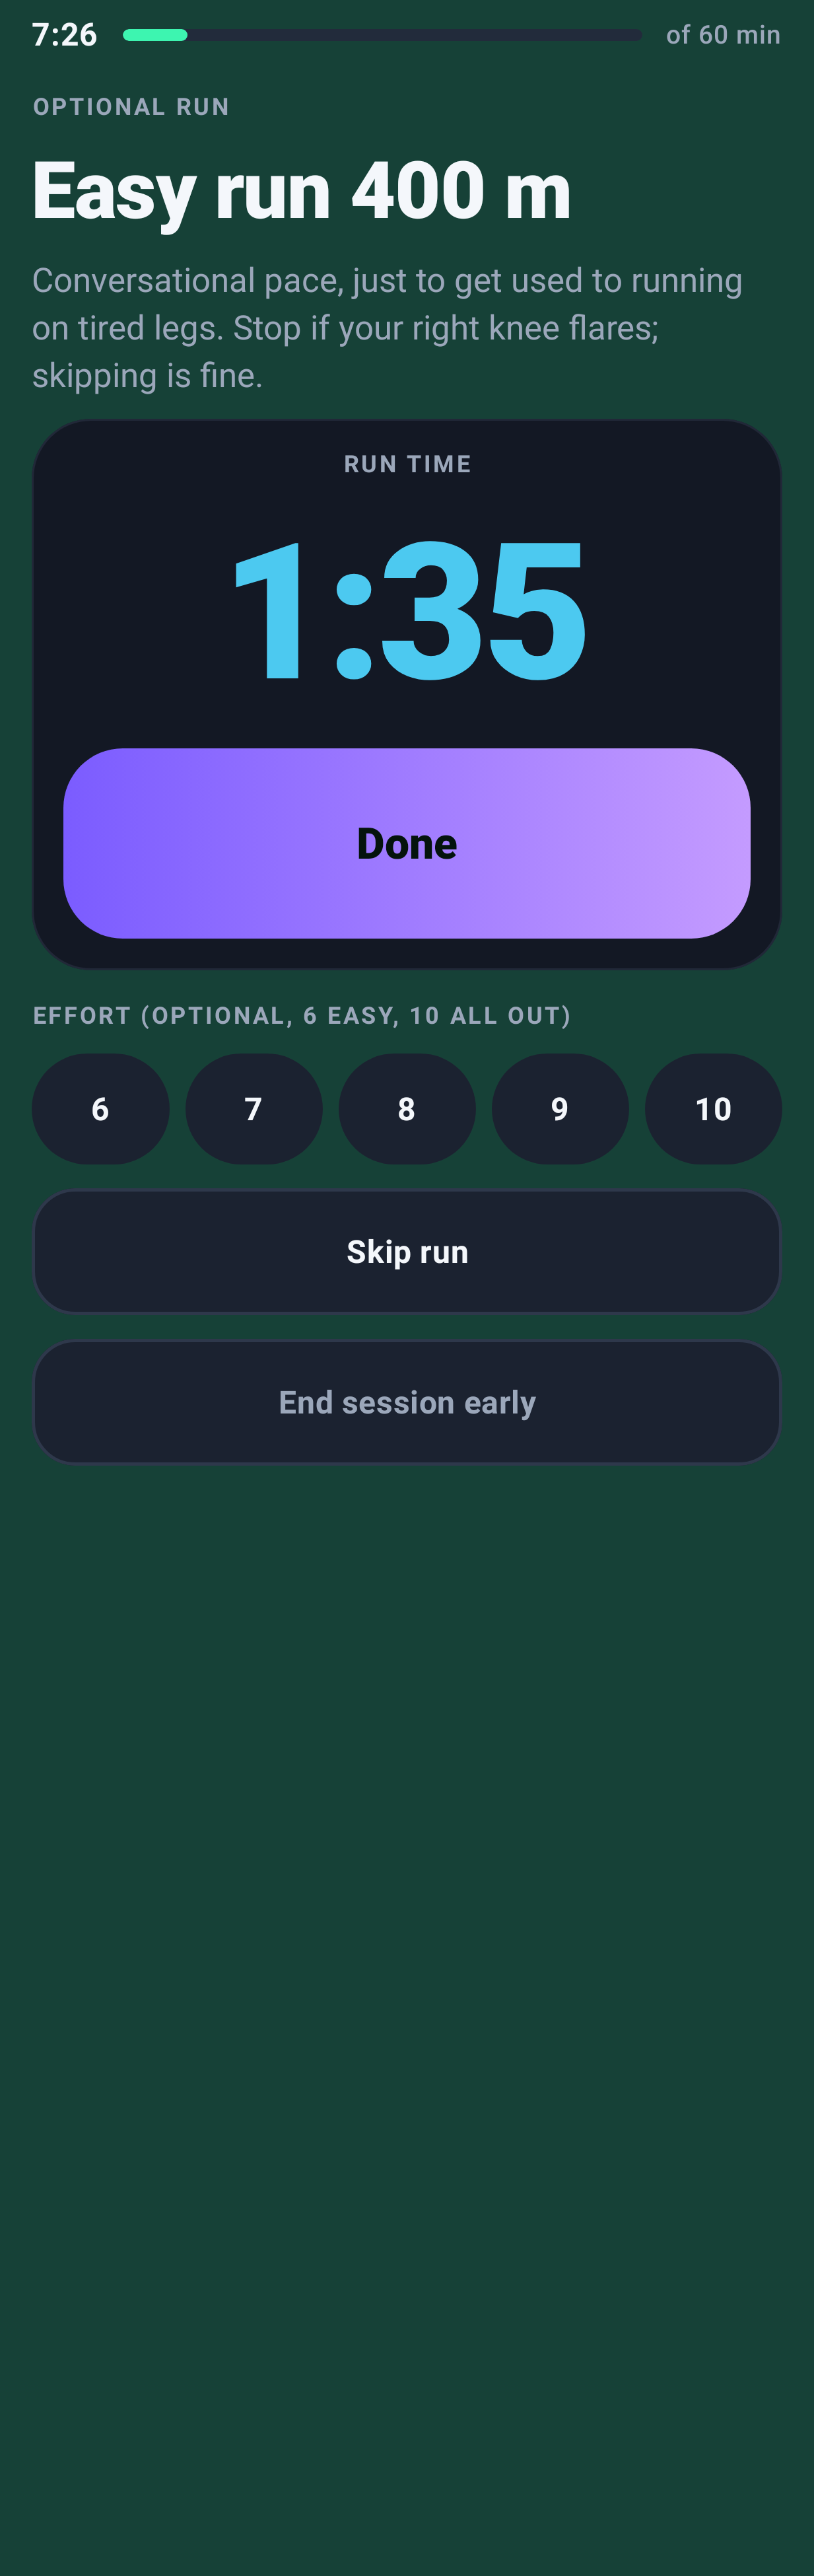 7:26 of 60 min
OPTIONAL RUN
Easy run 400 m
Conversational pace, just to get used to running
on tired legs. Stop if your right knee flares;
skipping is fine.
RUN TIME
1:35
Done
EFFORT (OPTIONAL, 6 EASY, 10 ALL OUT)
6 7 8 9 10
Skip run
End session early